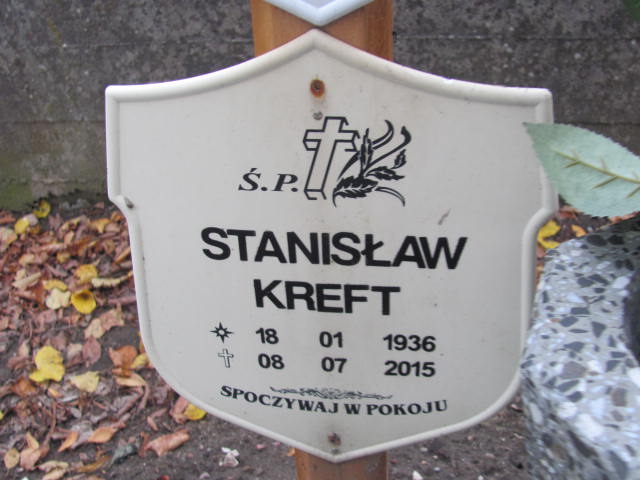 Ś.P.
STANISŁAW
KREFT
18 01 1936
08 07 2015
SPOCZYWAJ W POKOJU